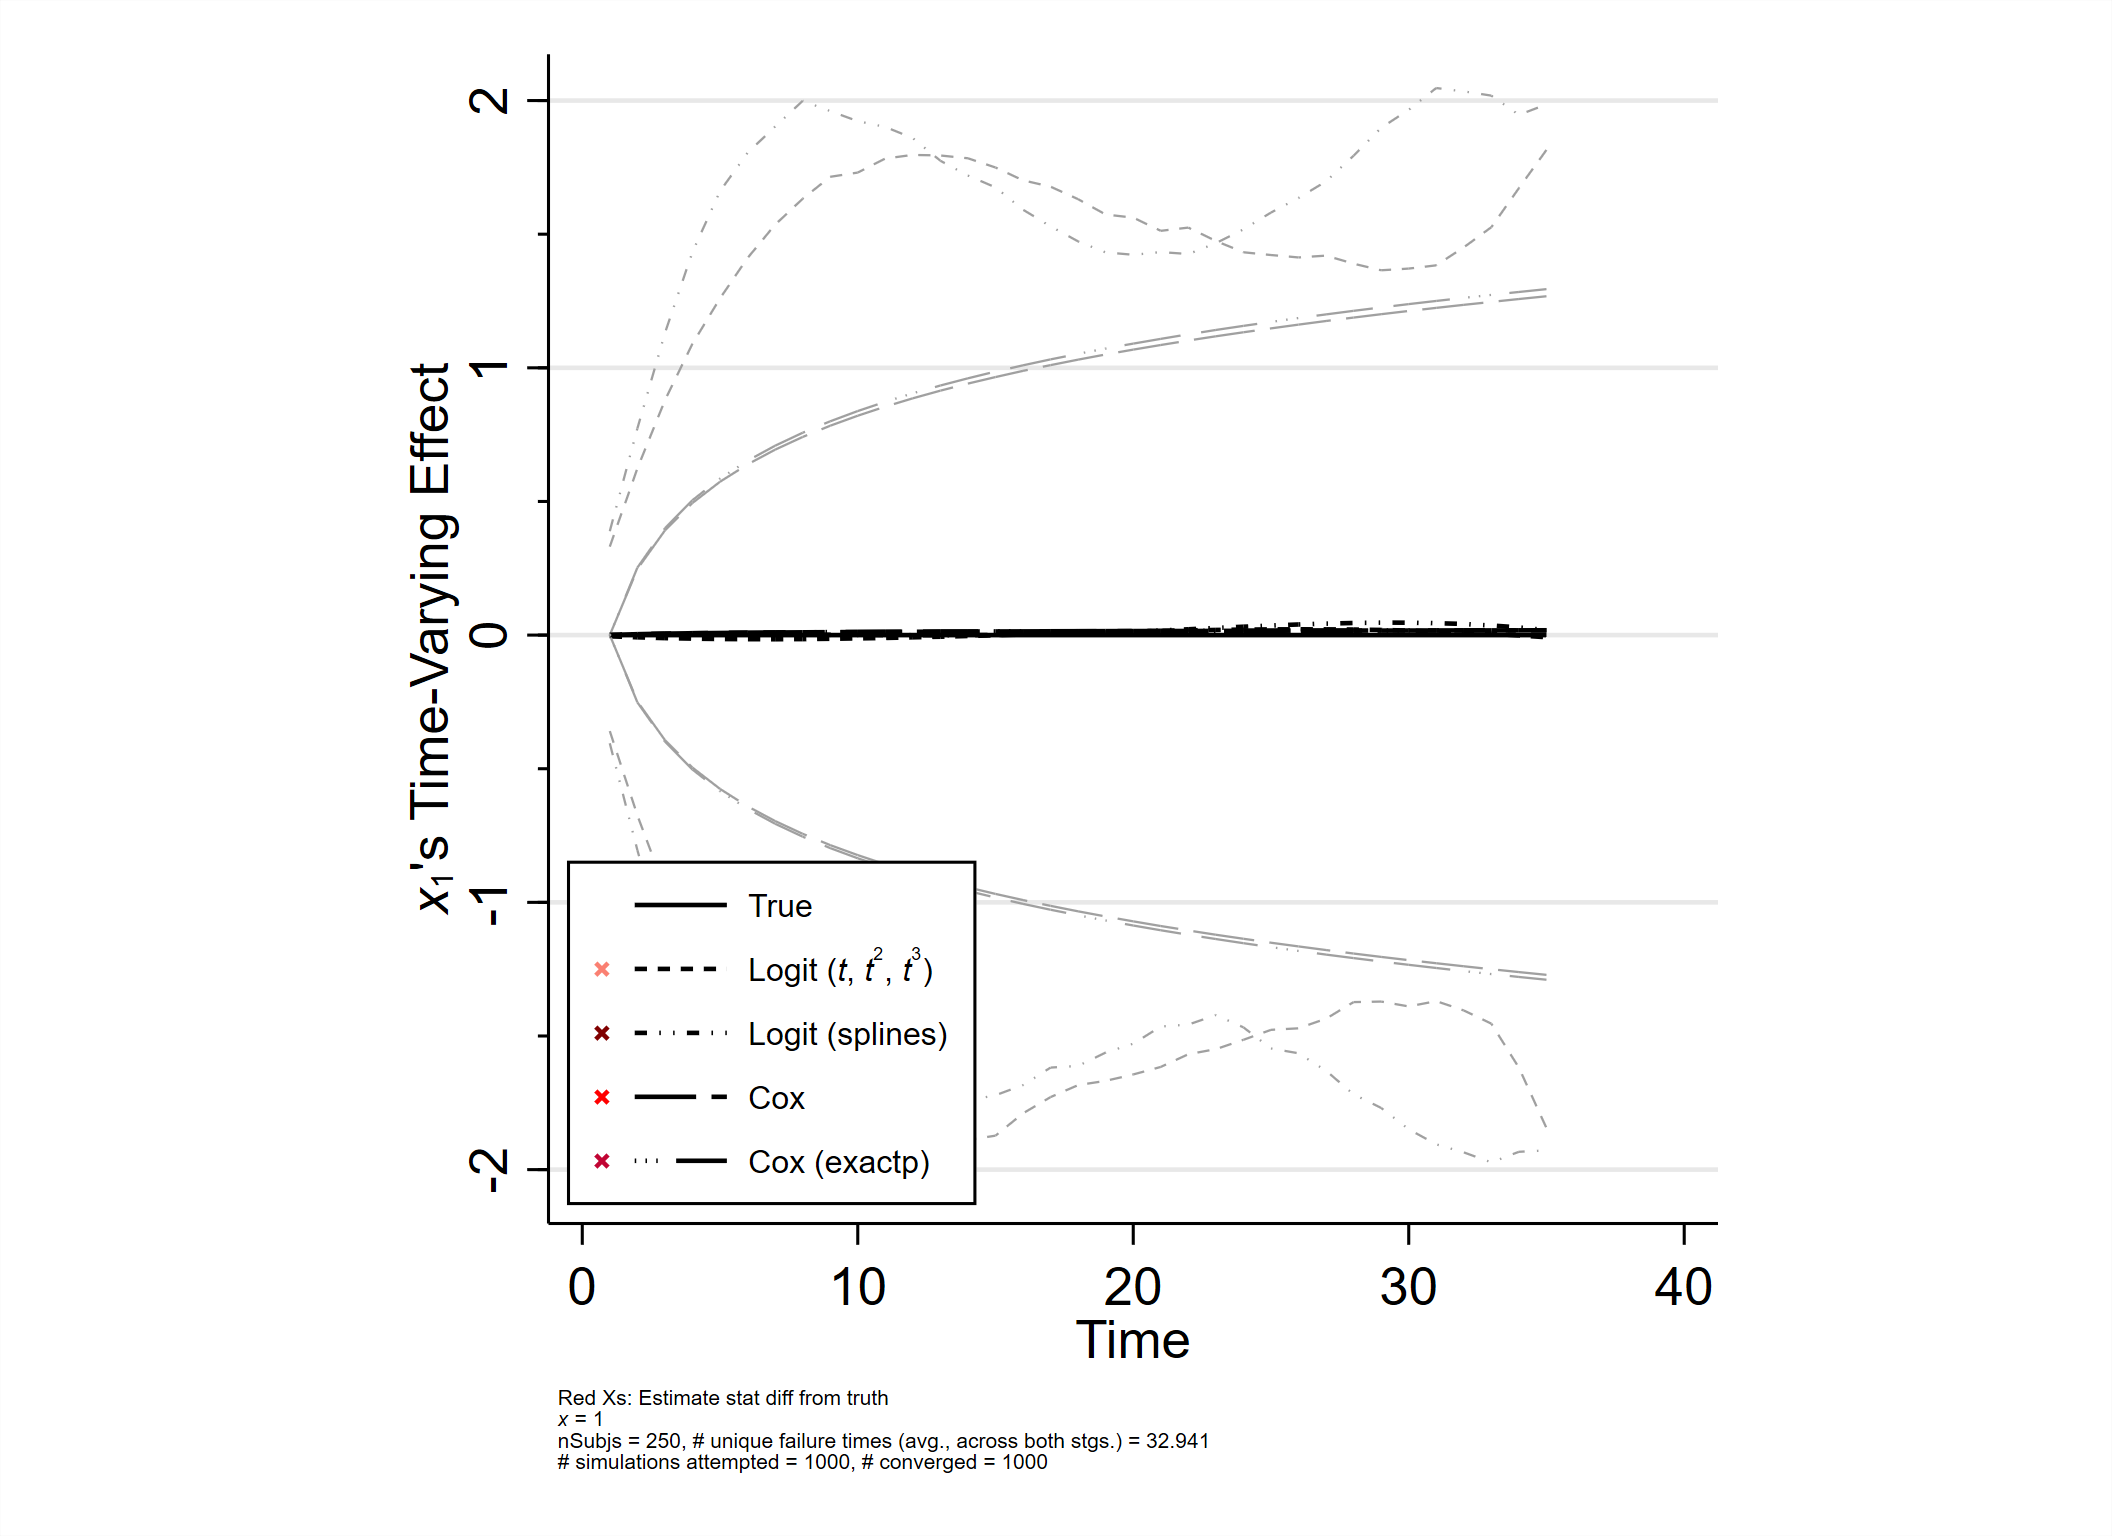 x₁'s Time-Varying Effect
2
1
0
-1
-2
True
Logit (t, t², t³)
Logit (splines)
Cox
Cox (exactp)
0 10 20 30 40
Time
Red Xs: Estimate stat diff from truth
x = 1
nSubjs = 250, # unique failure times (avg., across both stgs.) = 32.941
# simulations attempted = 1000, # converged = 1000